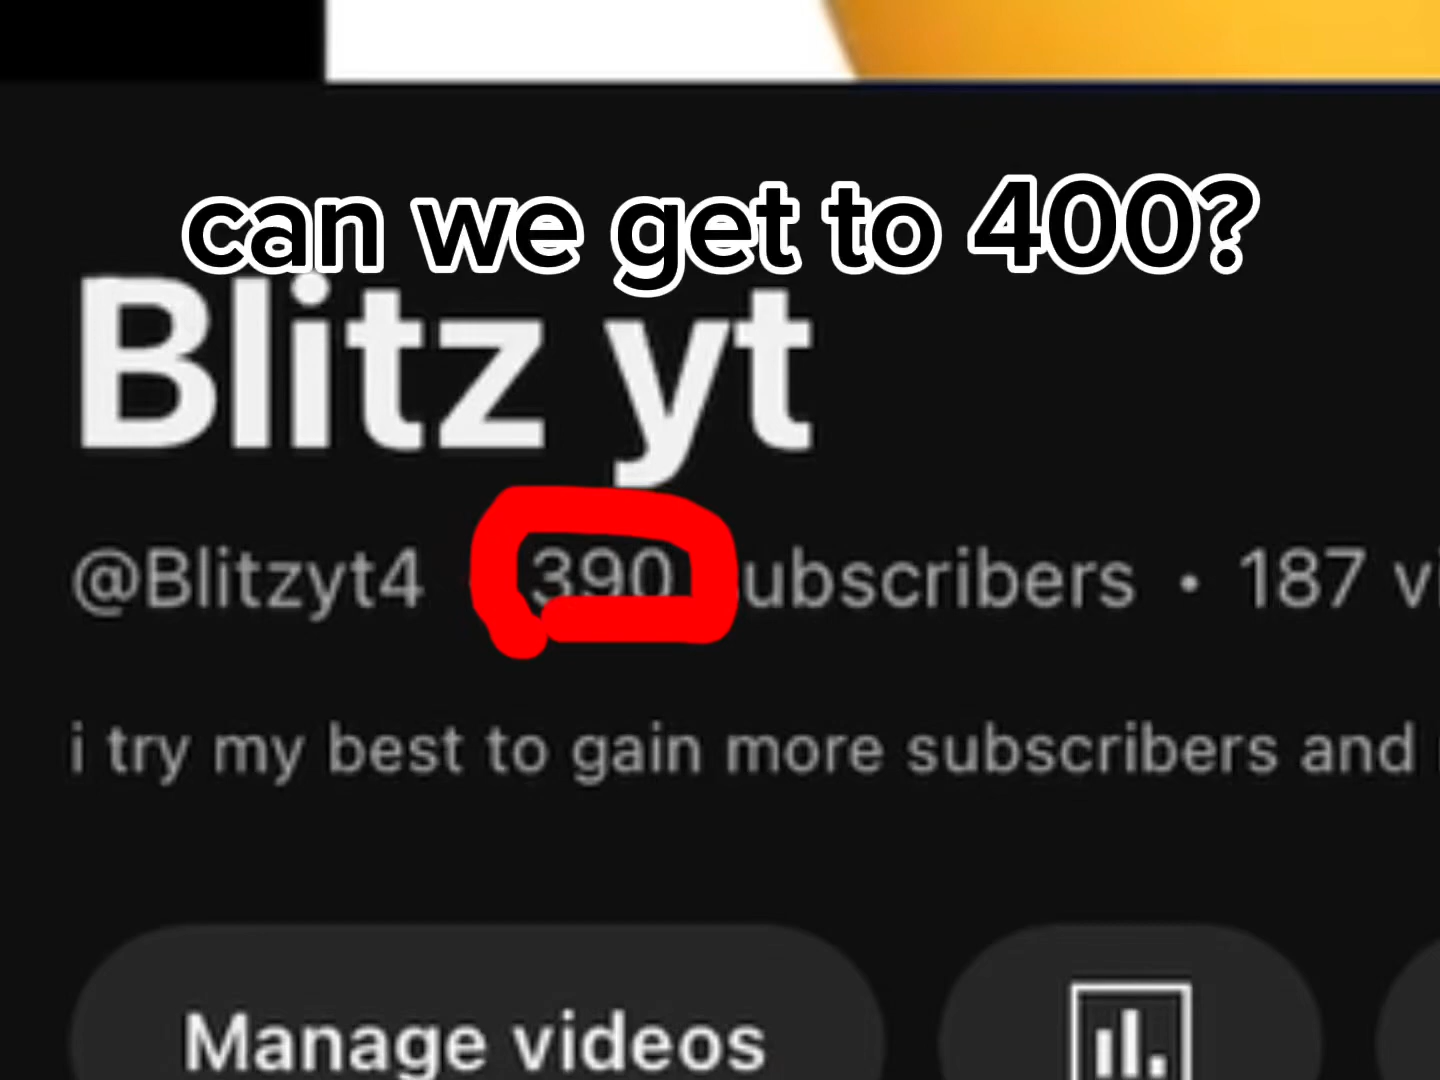 can we get to 400?
Blitz yt
@Blitzyt4 390 ubscribers • 187 vi
i try my best to gain more subscribers and
Manage videos